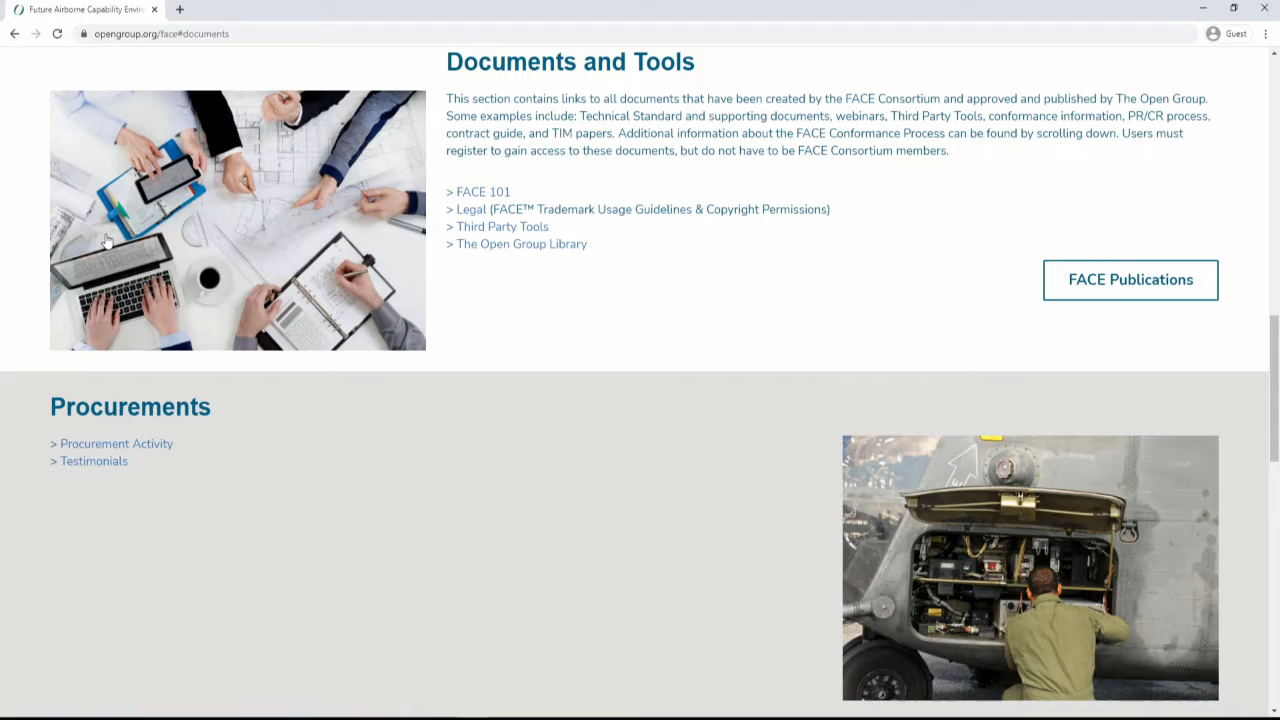 Future Airborne Capability Envir
opengroup.org/face#documents
Guest
Documents and Tools
This section contains links to all documents that have been created by the FACE Consortium and approved and published by The Open Group.
Some examples include: Technical Standard and supporting documents, webinars, Third Party Tools, conformance information, PR/CR process,
contract guide, and TIM papers. Additional information about the FACE Conformance Process can be found by scrolling down. Users must
register to gain access to these documents, but do not have to be FACE Consortium members.
> FACE 101
> Legal (FACE™ Trademark Usage Guidelines & Copyright Permissions)
> Third Party Tools
> The Open Group Library
FACE Publications
Procurements
> Procurement Activity
> Testimonials